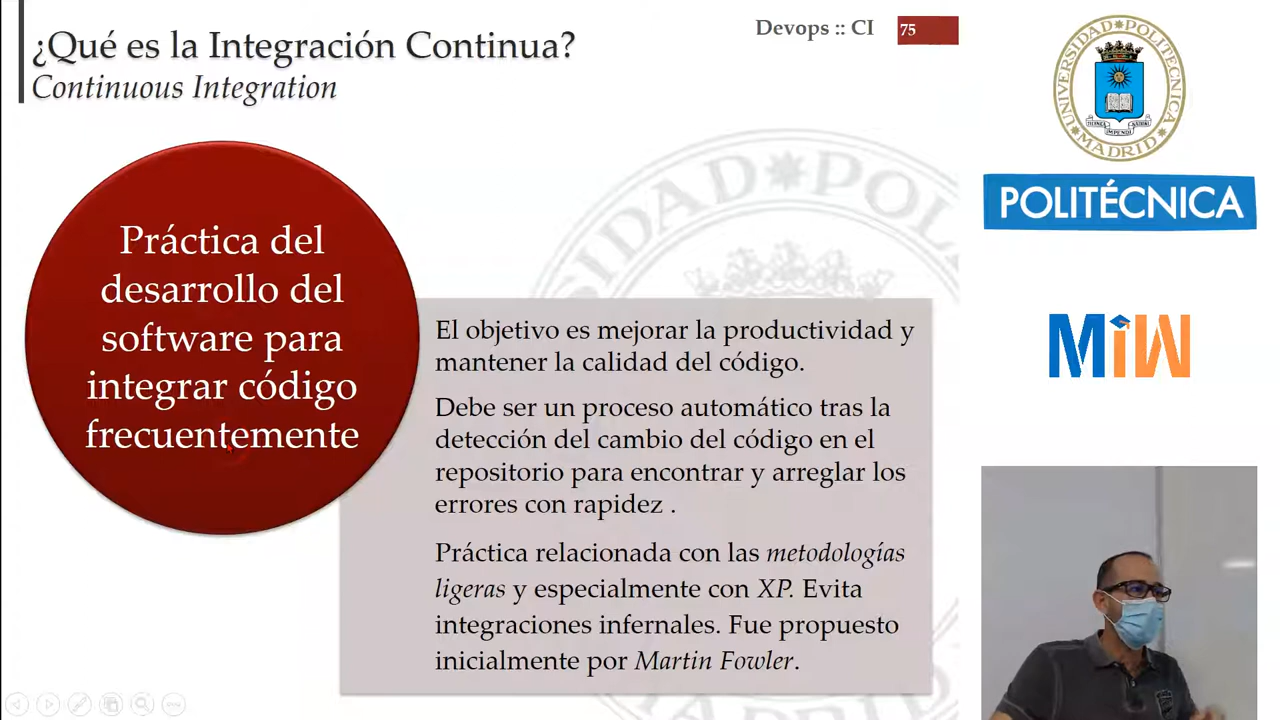 ¿Qué es la Integración Continua?
Continuous Integration
Devops :: CI
75
Práctica del
desarrollo del
software para
integrar código
frecuentemente
El objetivo es mejorar la productividad y
mantener la calidad del código.
Debe ser un proceso automático tras la
detección del cambio del código en el
repositorio para encontrar y arreglar los
errores con rapidez .
Práctica relacionada con las metodologías
ligeras y especialmente con XP. Evita
integraciones infernales. Fue propuesto
inicialmente por Martin Fowler.
UNIVERSIDAD POLITECNICA
MADRID
POLITÉCNICA
MiW